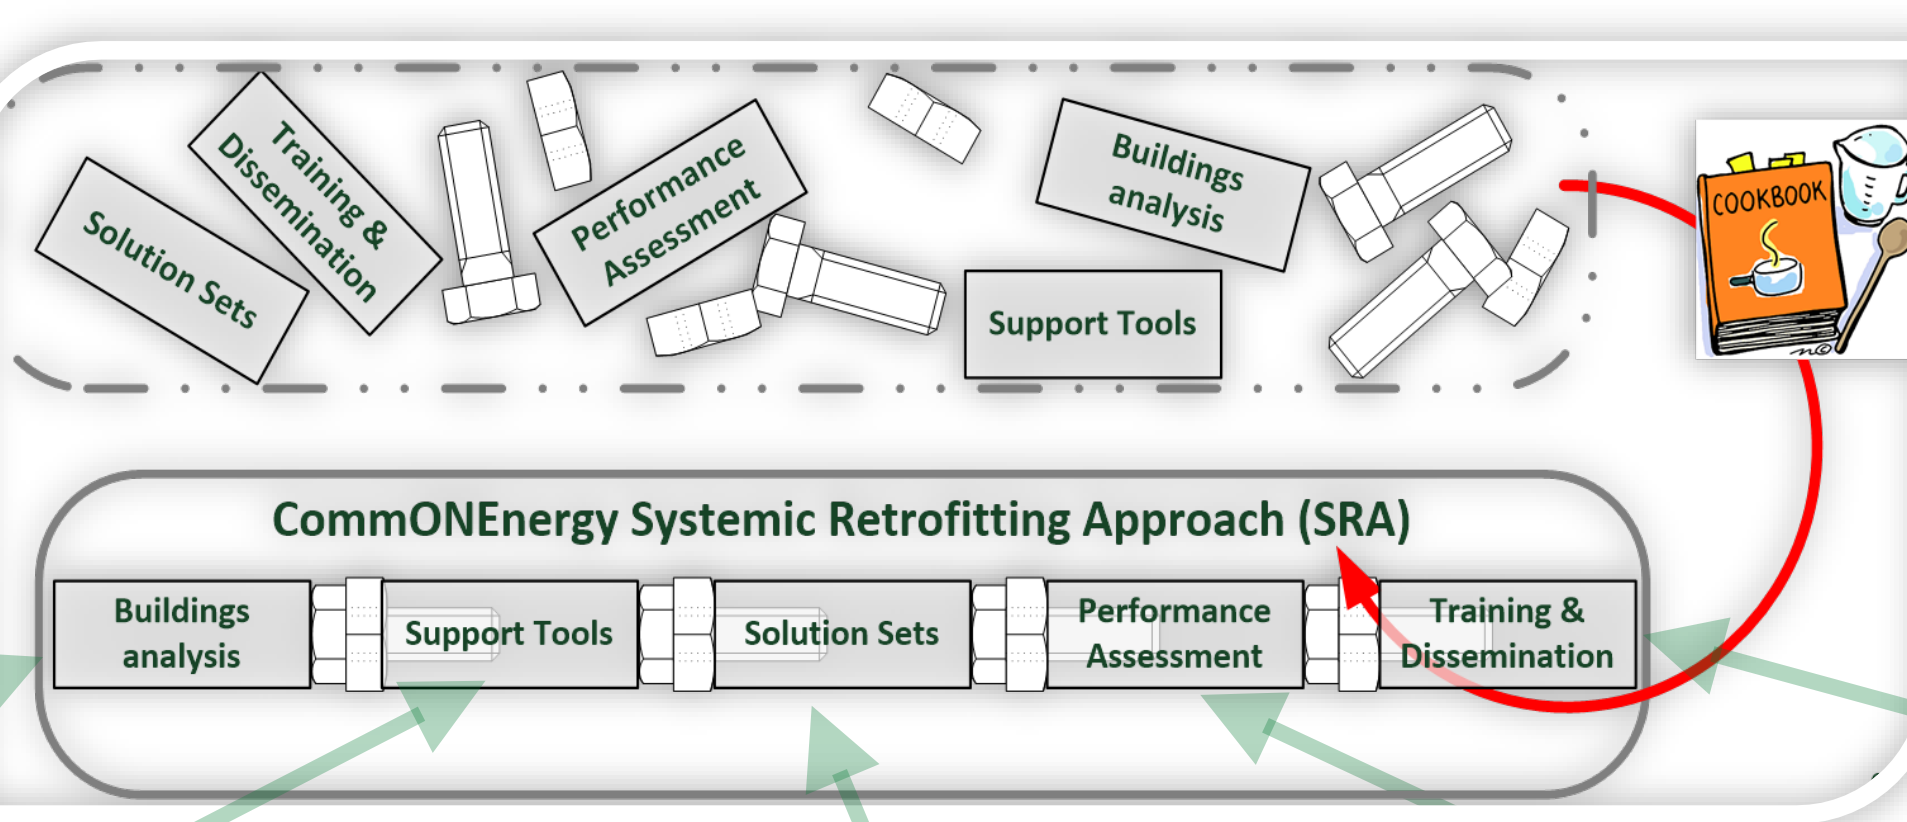 Solution Sets
Training &
Dissemination
Performance
Assessment
Buildings
analysis
Support Tools
COOKBOOK
CommONEnergy Systemic Retrofitting Approach (SRA)
Buildings
analysis
Support Tools
Solution Sets
Performance
Assessment
Training &
Dissemination